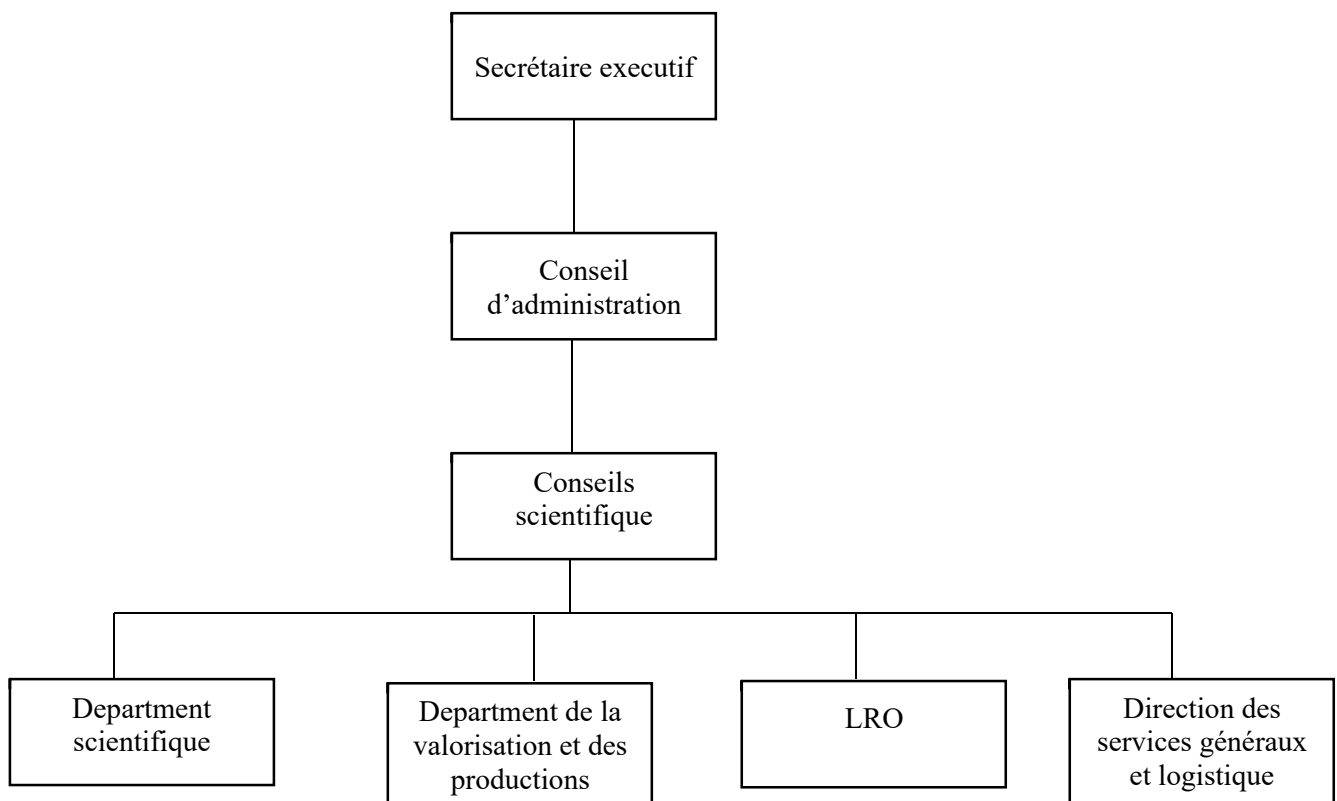 Secrétaire executif
Conseil
d’administration
Conseils
scientifique
Department
scientifique
Department de la
valorisation et des
productions
LRO
Direction des
services généraux
et logistique